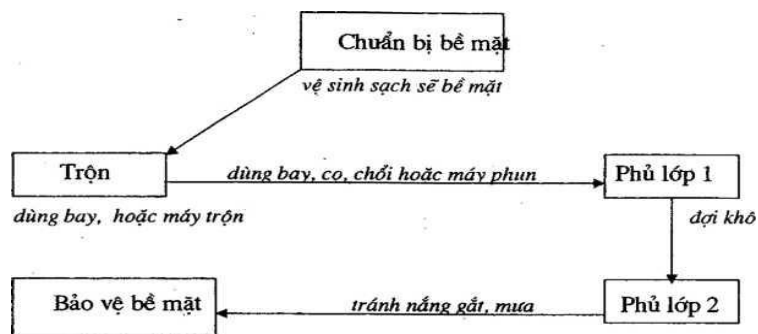 Chuẩn bị bề mặt
vệ sinh sạch sẽ bề mặt
Trộn
dùng bay, cọ, chổi hoặc máy phun
Phủ lớp 1
dùng bay, hoặc máy trộn
đợi khô
Bảo vệ bề mặt
tránh nắng gắt, mưa
Phủ lớp 2